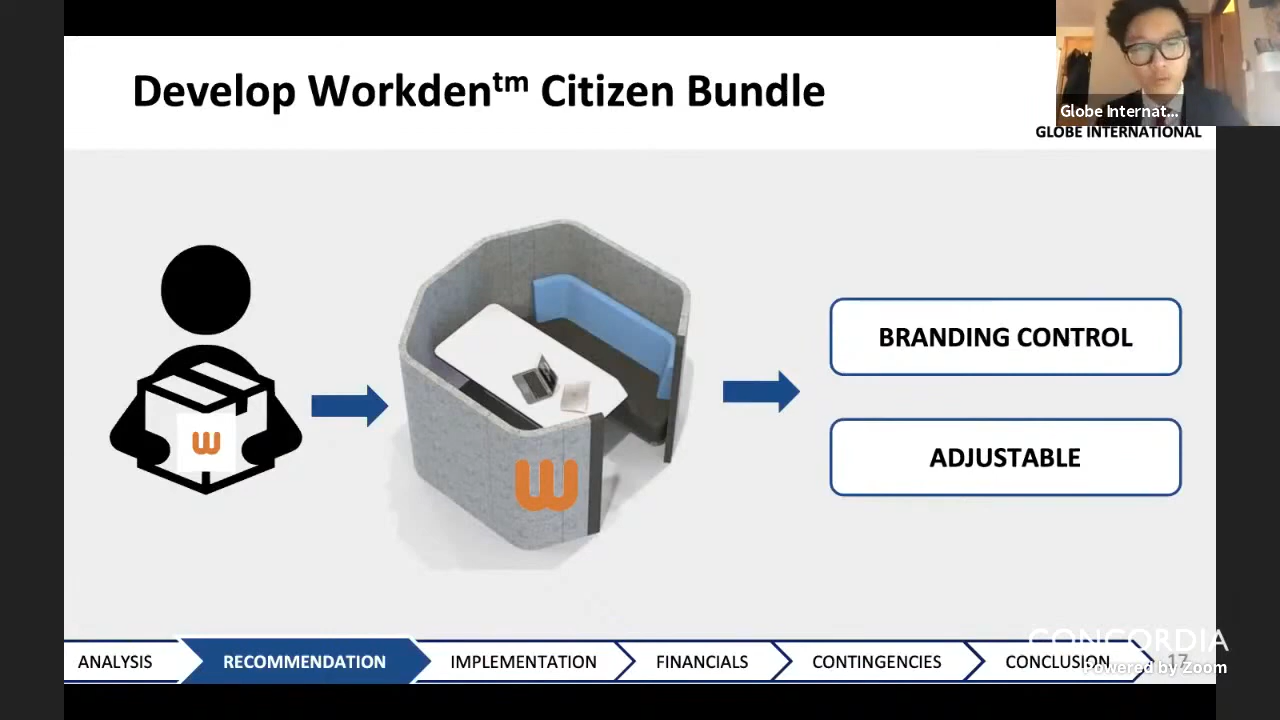 Develop Workden™ Citizen Bundle
Globe Internat...
GLOBE INTERNATIONAL
W
W
BRANDING CONTROL
ADJUSTABLE
ANALYSIS
RECOMMENDATION
IMPLEMENTATION
FINANCIALS
CONTINGENCIES
CONCLUSION
17
CONCORDIA
Powered by Zoom